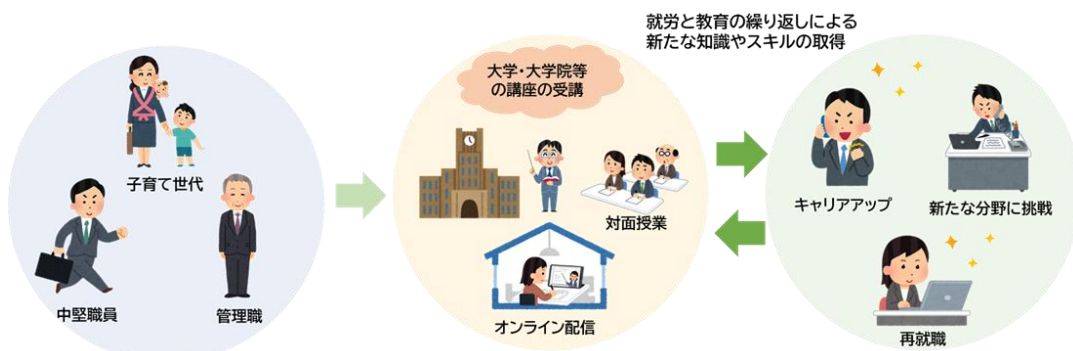 就労と教育の繰り返しによる
新たな知識やスキルの取得
大学・大学院等
の講座の受講
子育て世代
中堅職員
管理職
対面授業
オンライン配信
キャリアアップ
新たな分野に挑戦
再就職